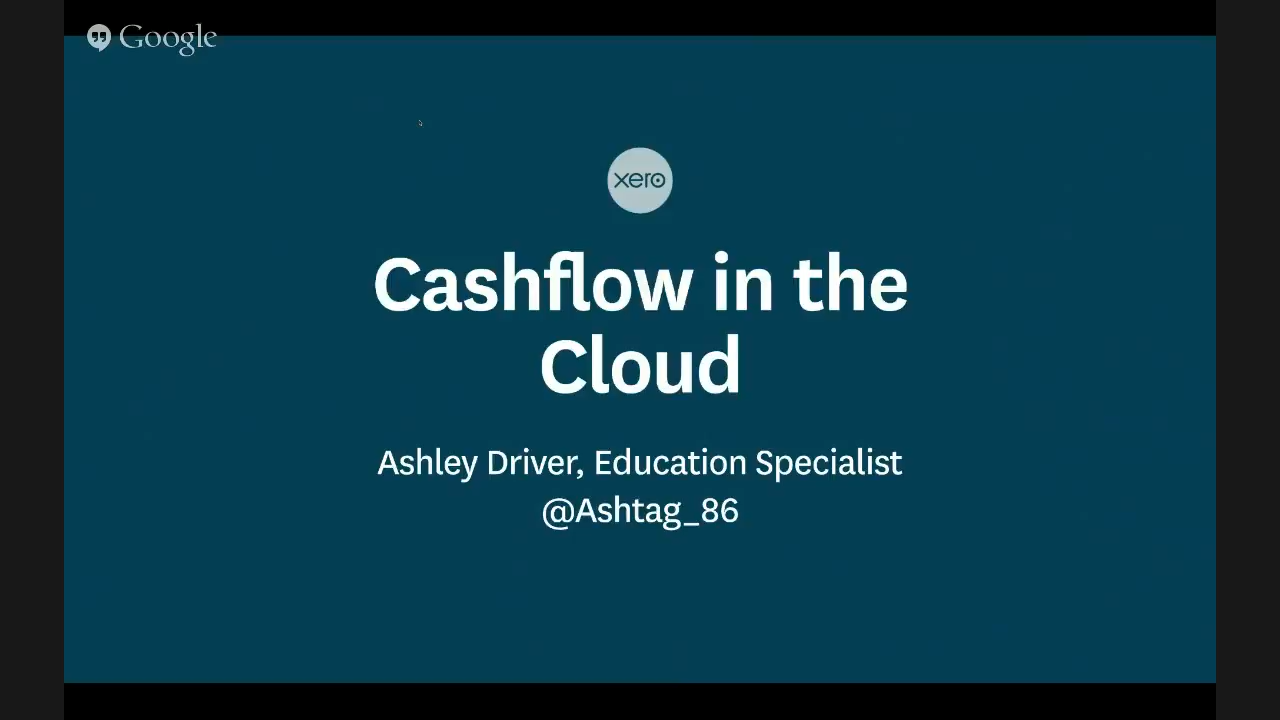 Google
xero
Cashflow in the
Cloud
Ashley Driver, Education Specialist
@Ashtag_86